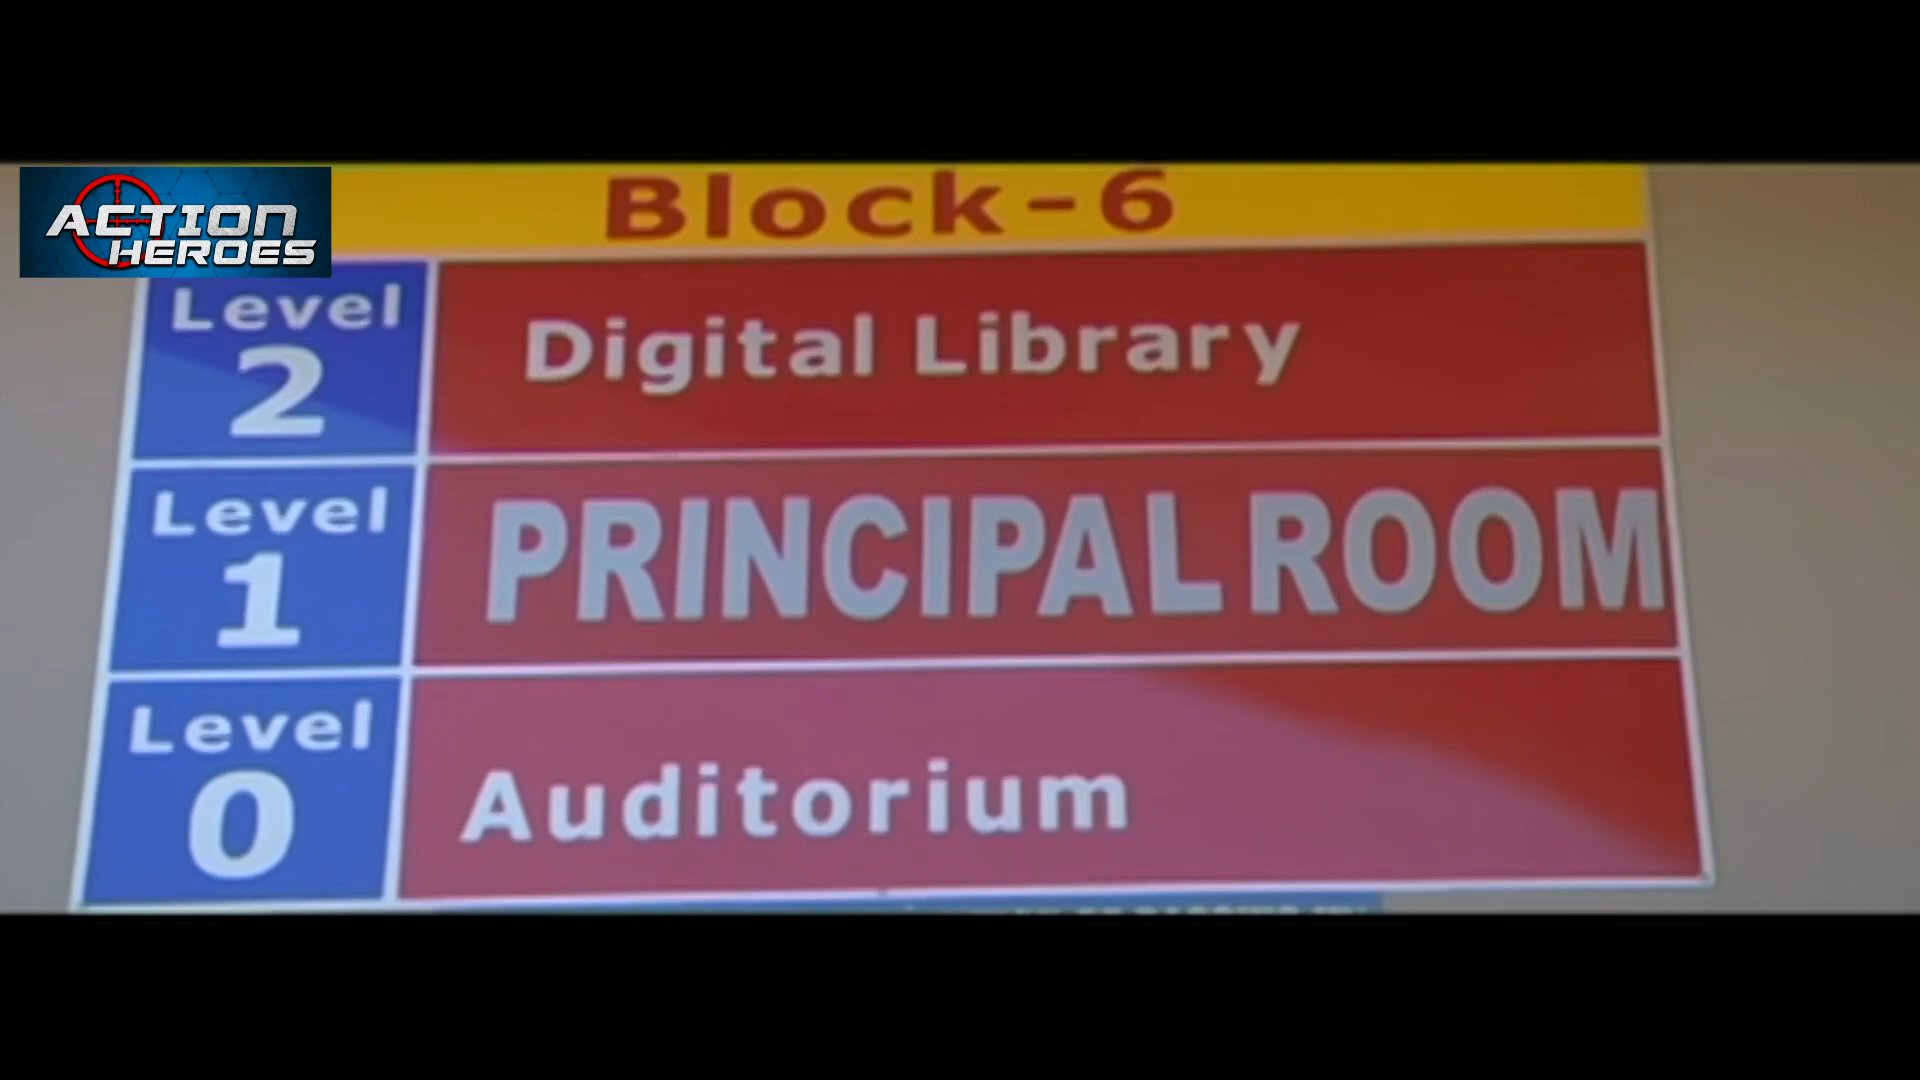 ACTION
HEROES
Block-6
Level
2
Digital Library
Level
1
PRINCIPAL ROOM
Level
0
Auditorium